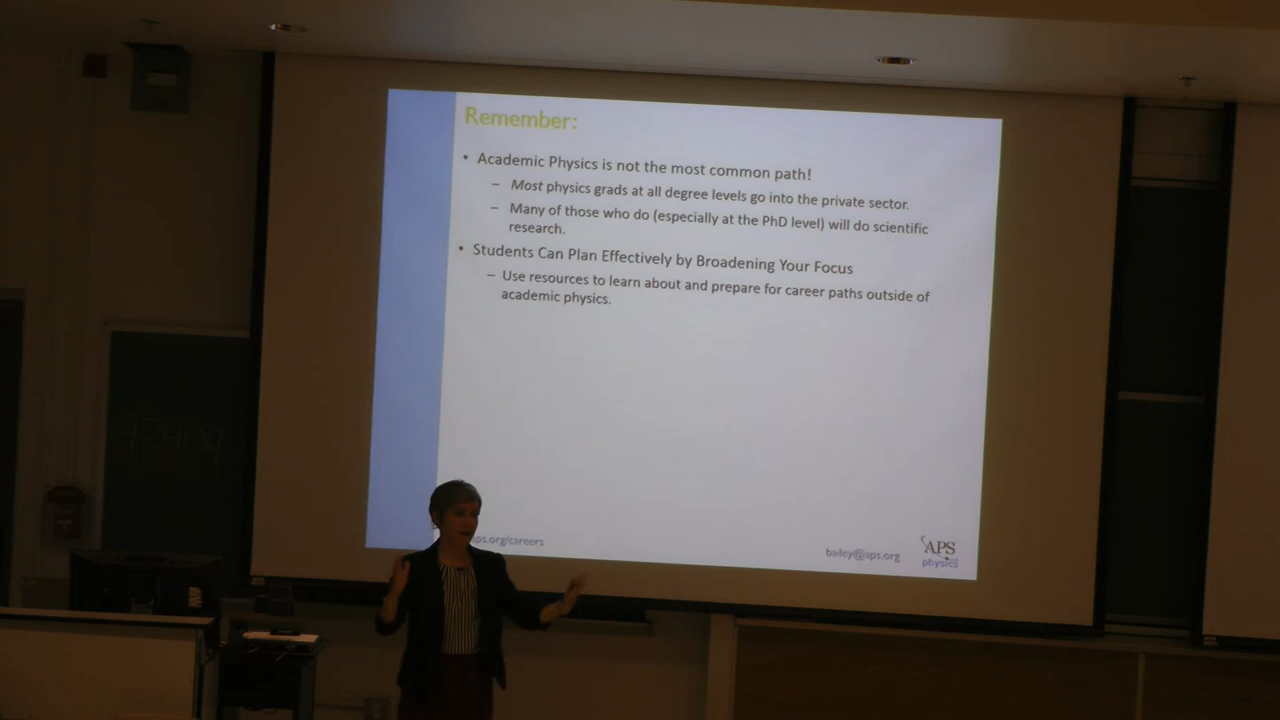 Remember:
• Academic Physics is not the most common path!
– Most physics grads at all degree levels go into the private sector.
– Many of those who do (especially at the PhD level) will do scientific
research.
• Students Can Plan Effectively by Broadening Your Focus
– Use resources to learn about and prepare for career paths outside of
academic physics.
aps.org/careers
bailey@aps.org
APS
physics